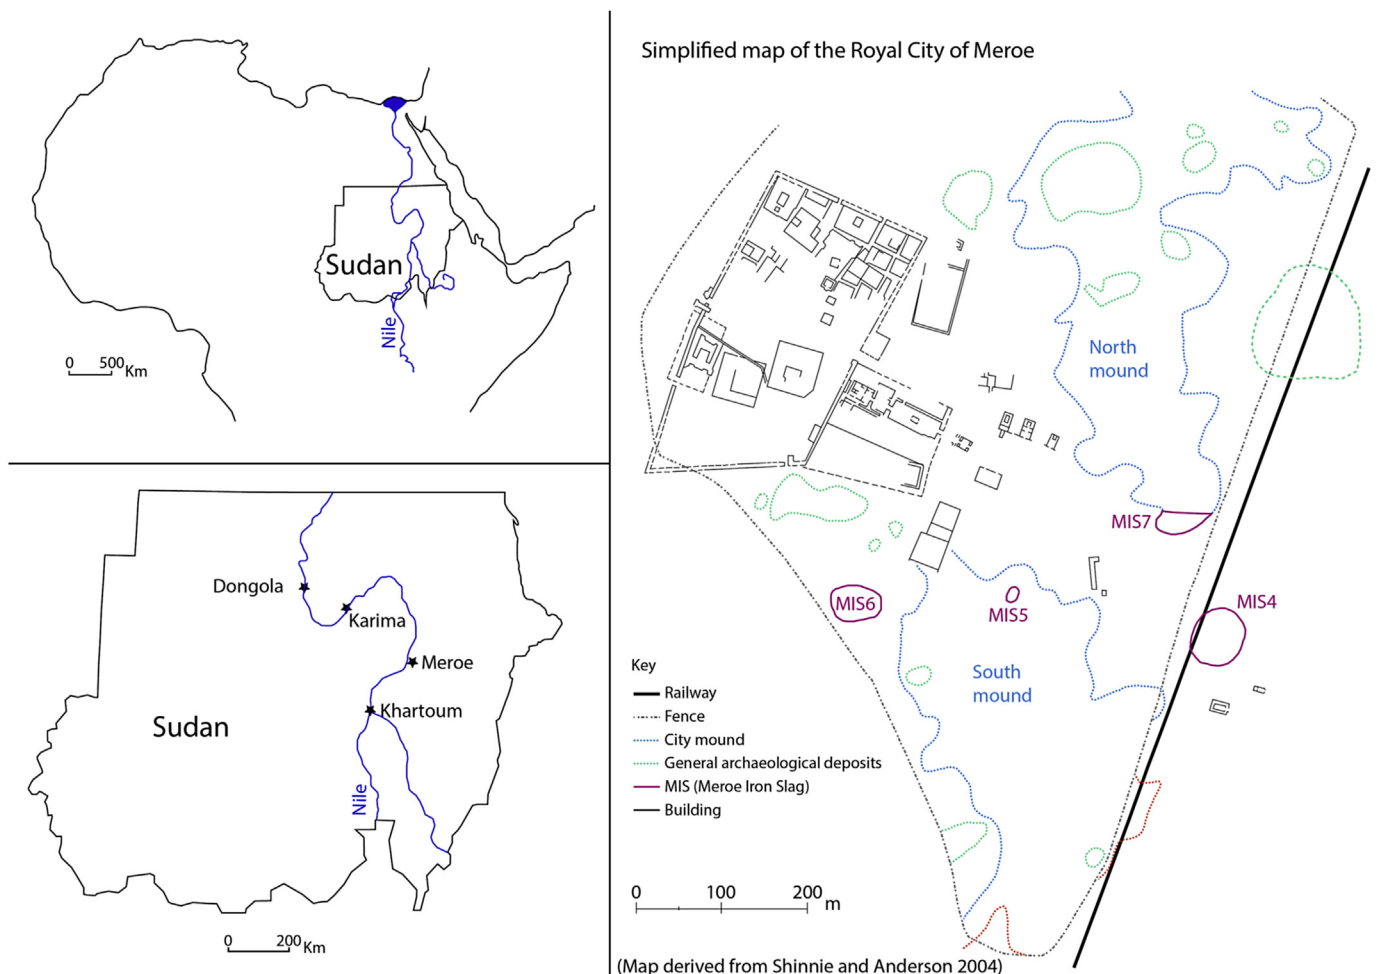 Sudan
Nile
0 500 Km
Dongola
Karima
Meroe
Khartoum
Sudan
Nile
0 200 Km
Simplified map of the Royal City of Meroe
North
mound
MIS7
MIS6
MIS5
MIS4
South
mound
Key
Railway
Fence
City mound
General archaeological deposits
MIS (Meroe Iron Slag)
Building
0 100 200 m
(Map derived from Shinnie and Anderson 2004)